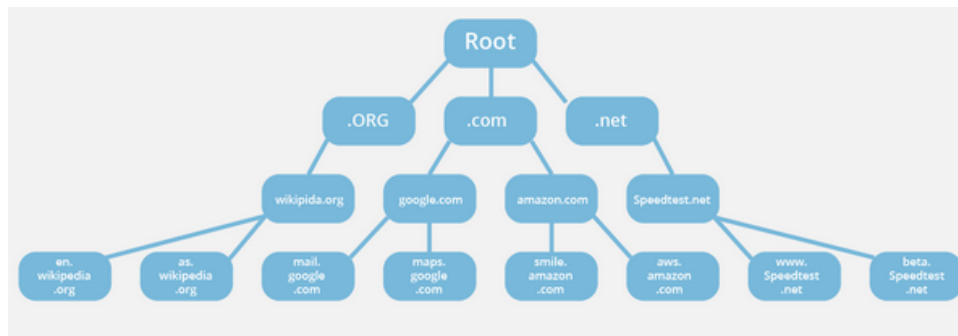 Root
.ORG
.com
.net
wikipida.org
google.com
amazon.com
Speedtest.net
en.
wikipedia
.org
as.
wikipedia
.org
mail.
google
.com
maps.
google
.com
smile.
amazon
.com
aws.
amazon
.com
www.
Speedtest
.net
beta.
Speedtest
.net